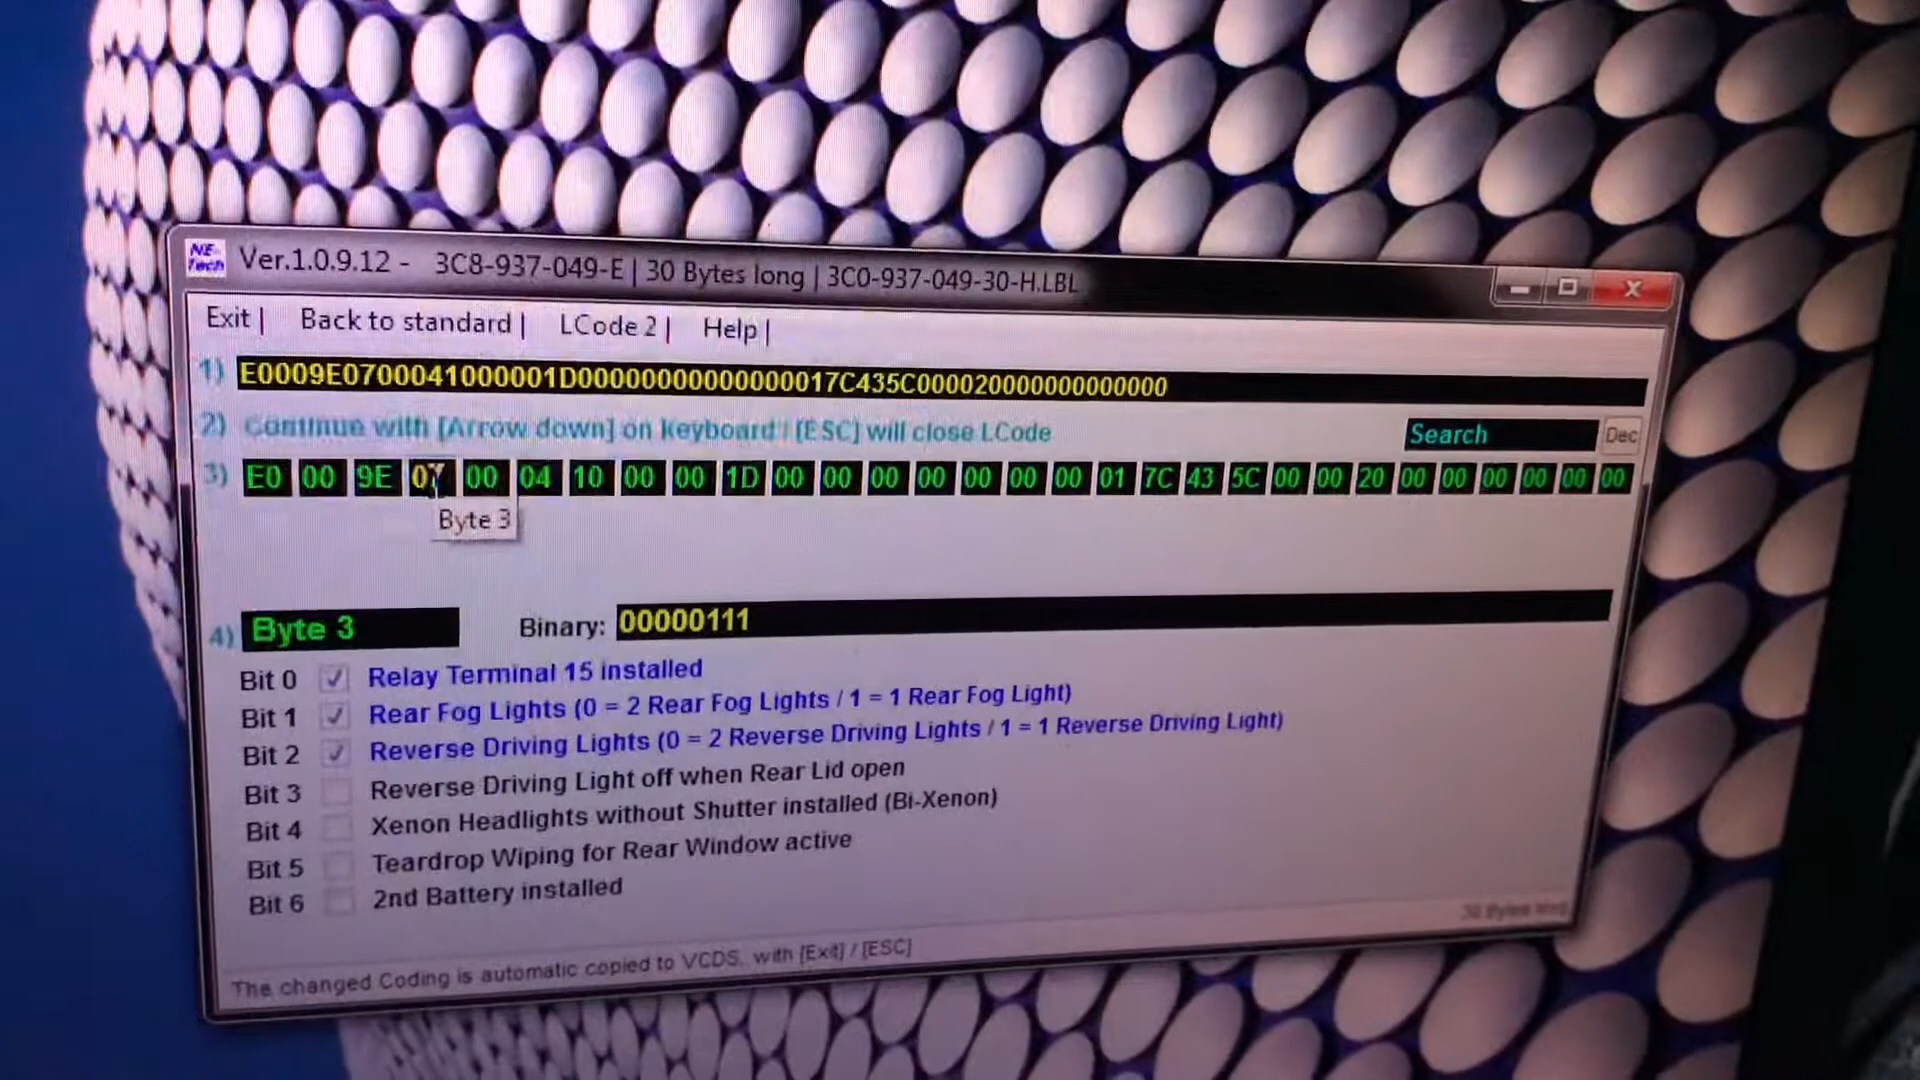 NE-Tech
Ver.1.0.9.12 - 3C8-937-049-E | 30 Bytes long | 3C0-937-049-30-H.LBL
Exit | Back to standard | LCode 2 | Help |
1) E0009E0700041000001D00000000000000017C435C000020000000000000
2) Continue with [Arrow down] on keyboard / [ESC] will close LCode Search Dec
3) E0 00 9E 07 00 04 10 00 00 1D 00 00 00 00 00 00 00 01 7C 43 5C 00 00 20 00 00 00 00 00 00
Byte 3
4) Byte 3 Binary: 00000111
Bit 0 Relay Terminal 15 installed
Bit 1 Rear Fog Lights (0 = 2 Rear Fog Lights / 1 = 1 Rear Fog Light)
Bit 2 Reverse Driving Lights (0 = 2 Reverse Driving Lights / 1 = 1 Reverse Driving Light)
Bit 3 Reverse Driving Light off when Rear Lid open
Bit 4 Xenon Headlights without Shutter installed (Bi-Xenon)
Bit 5 Teardrop Wiping for Rear Window active
Bit 6 2nd Battery installed
30 Bytes long
The changed Coding is automatic copied to VCDS, with [Exit] / [ESC]